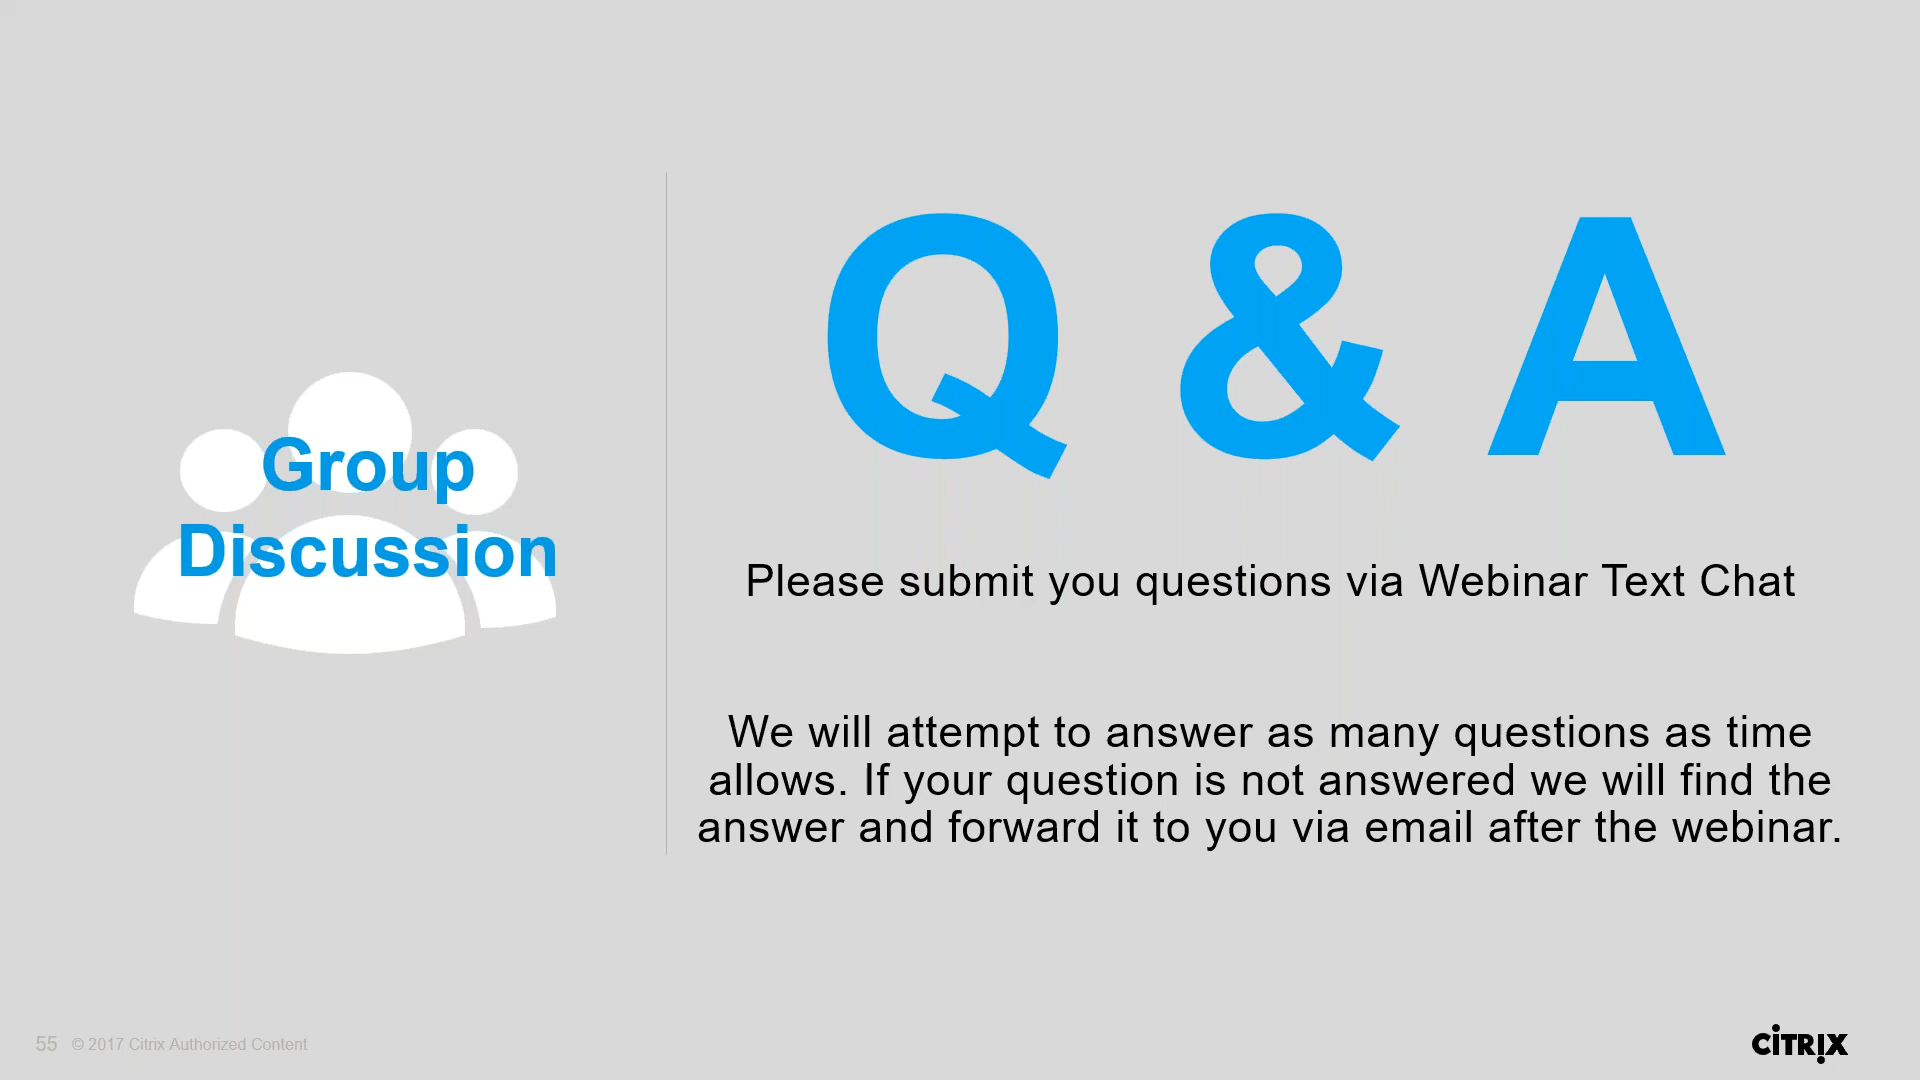 Group
Discussion
Q & A
Please submit you questions via Webinar Text Chat
We will attempt to answer as many questions as time
allows. If your question is not answered we will find the
answer and forward it to you via email after the webinar.
55 © 2017 Citrix Authorized Content
CITRIX